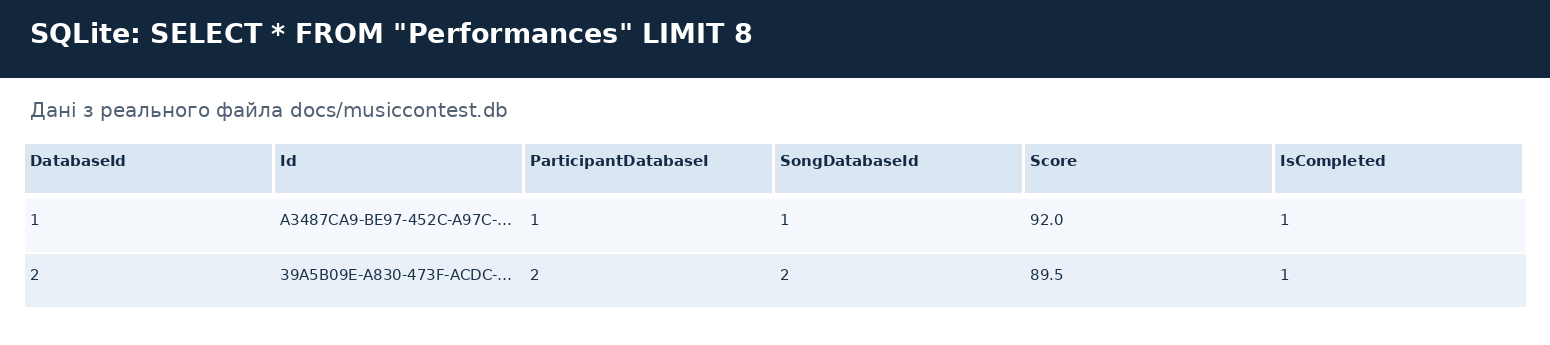 SQLite: SELECT * FROM "Performances" LIMIT 8
Дані з реального файла docs/musiccontest.db
DatabaseId Id ParticipantDatabaseI SongDatabaseId Score IsCompleted
1 A3487CA9-BE97-452C-A97C-... 1 1 92.0 1
2 39A5B09E-A830-473F-ACDC-... 2 2 89.5 1